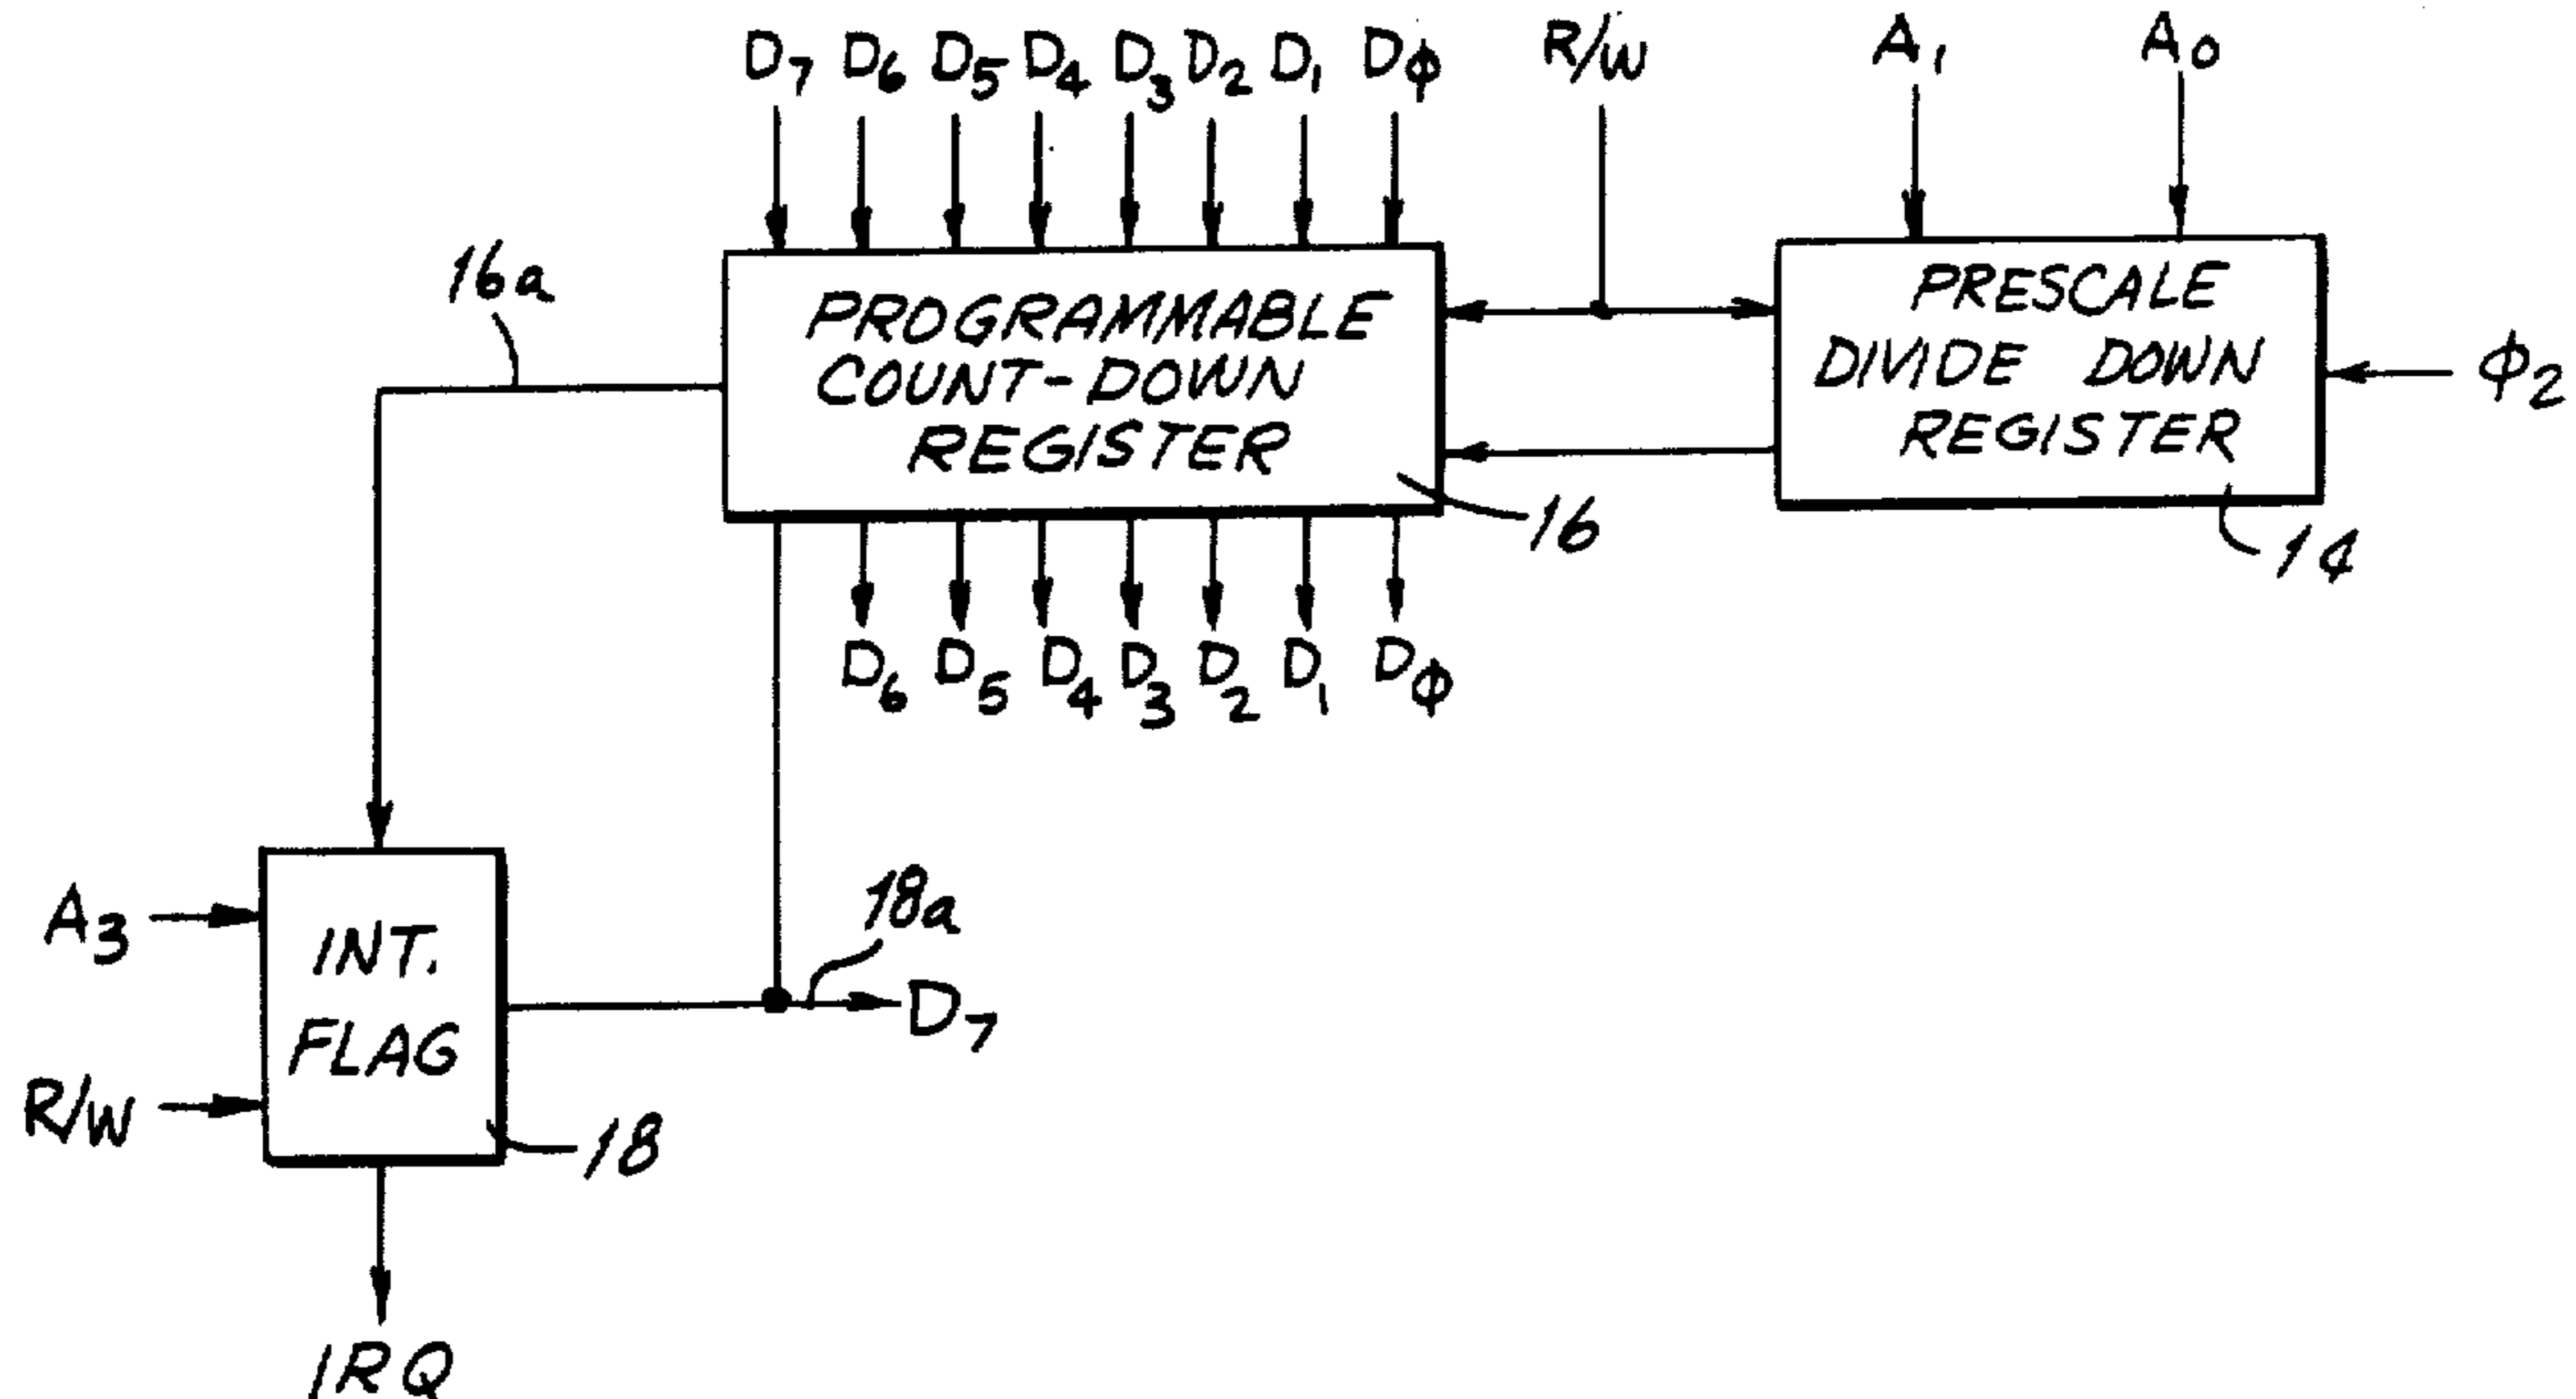 D7 D6 D5 D4 D3 D2 D1 Dϕ R/W A1 A0
16a
PROGRAMMABLE
COUNT-DOWN
REGISTER
16
PRESCALE
DIVIDE DOWN
REGISTER
14
ϕ2
D6 D5 D4 D3 D2 D1 Dϕ
A3
R/W
INT.
FLAG
18
18a
D7
IRQ